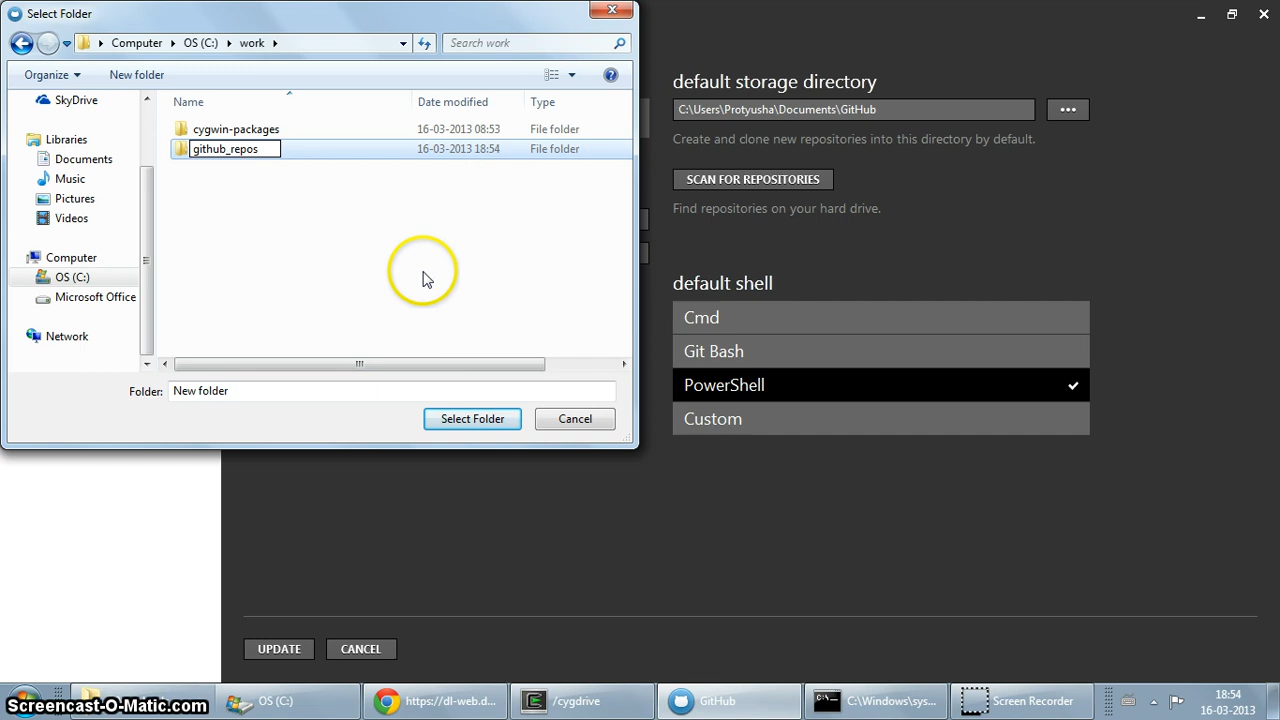 Select Folder
Computer OS (C:) work
Search work
Organize New folder
Name Date modified Type
SkyDrive
cygwin-packages 16-03-2013 08:53 File folder
github_repos 16-03-2013 18:54 File folder
Libraries
Documents
Music
Pictures
Videos
Computer
OS (C:)
Microsoft Office
Network
Folder: New folder
Select Folder Cancel
default storage directory
C:\Users\Protyusha\Documents\GitHub
Create and clone new repositories into this directory by default.
SCAN FOR REPOSITORIES
Find repositories on your hard drive.
default shell
Cmd
Git Bash
PowerShell
Custom
UPDATE CANCEL
OS (C:) https://dl-web.d... /cygdrive GitHub C:\Windows\sys... Screen Recorder
18:54
16-03-2013
Screencast-O-Matic.com